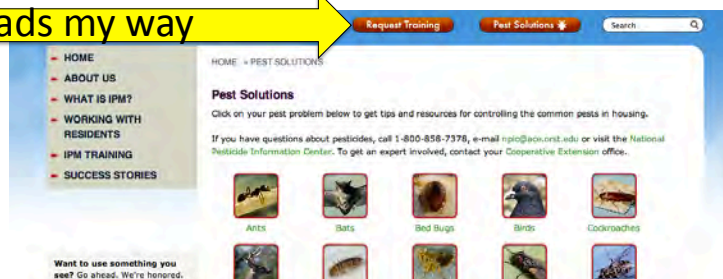 ads my way
Request Training
Pest Solutions
Search
HOME
ABOUT US
WHAT IS IPM?
WORKING WITH
RESIDENTS
IPM TRAINING
SUCCESS STORIES
Want to use something you
see? Go ahead. We're honored.
HOME » PEST SOLUTIONS
Pest Solutions
Click on your pest problem below to get tips and resources for controlling the common pests in housing.
If you have questions about pesticides, call 1-800-858-7378, e-mail npic@ace.orst.edu or visit the National
Pesticide Information Center. To get an expert involved, contact your Cooperative Extension office.
Ants
Bats
Bed Bugs
Birds
Cockroaches